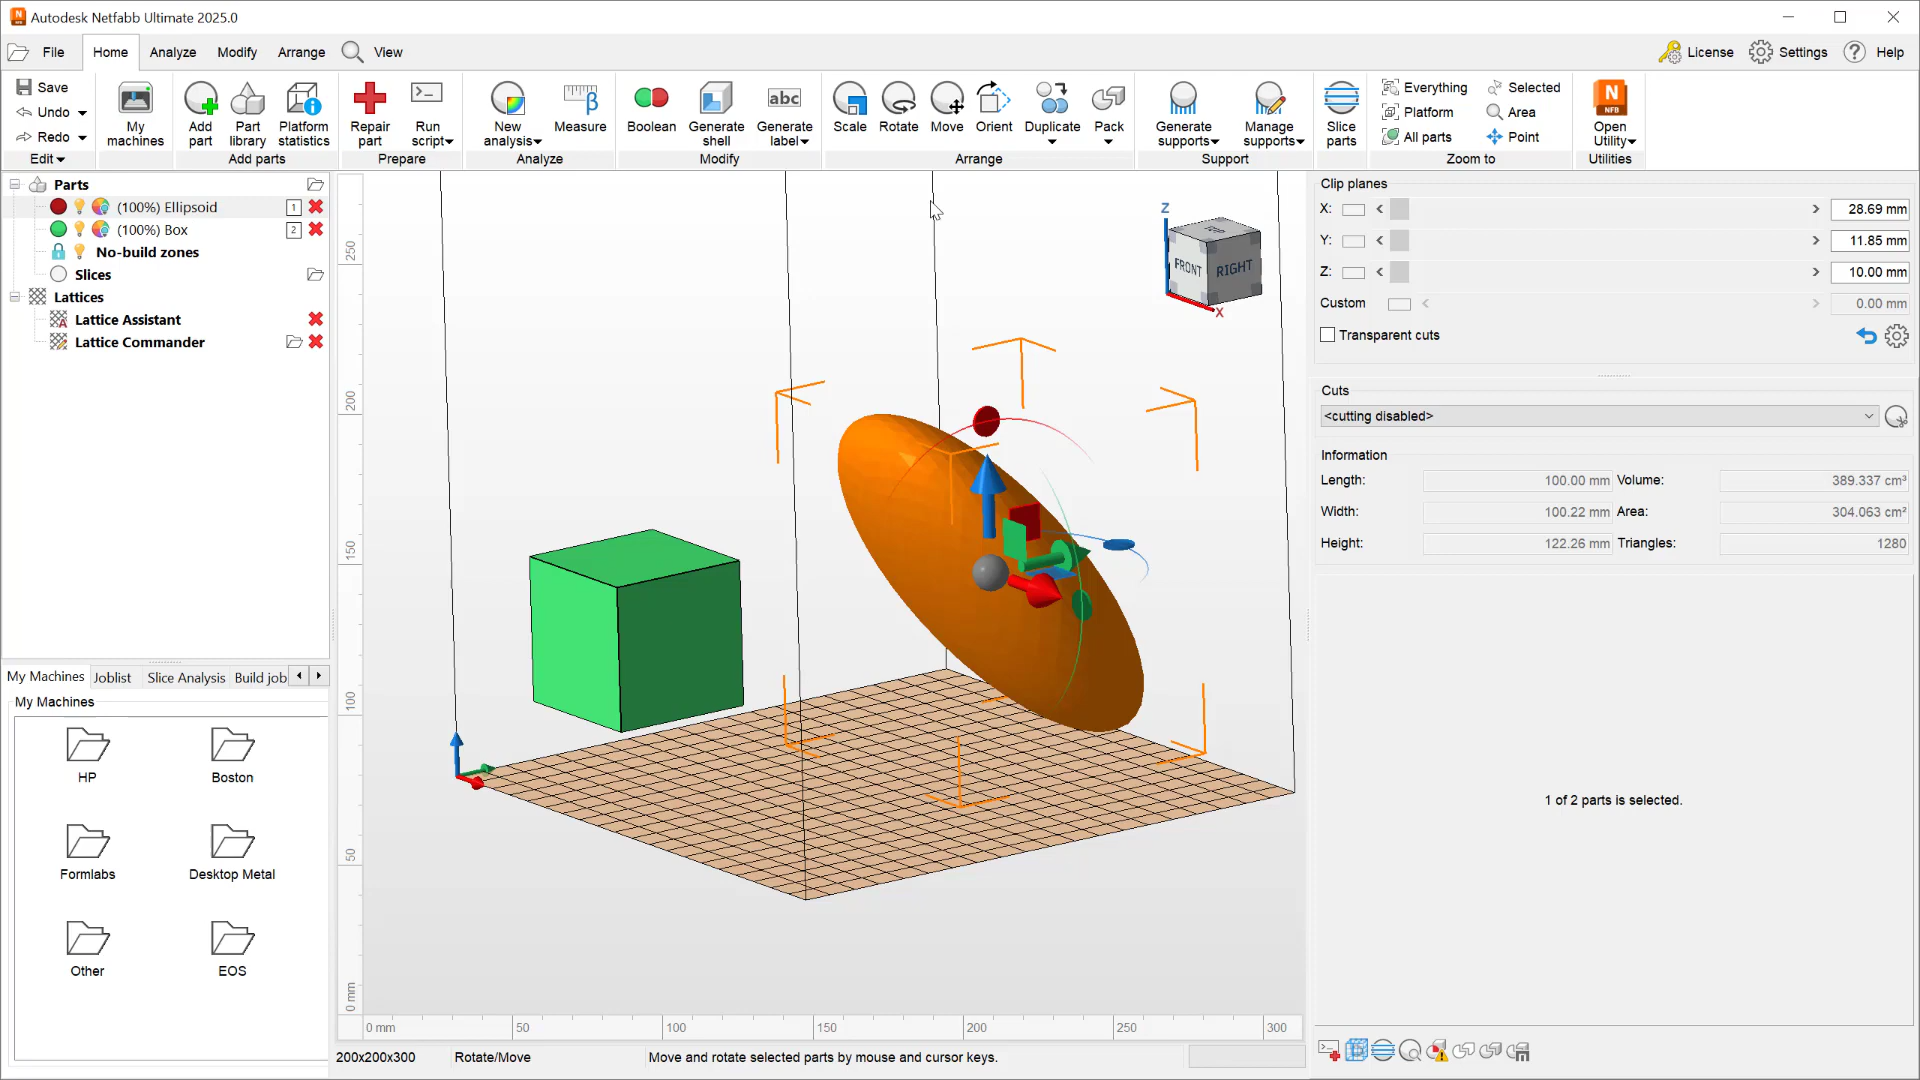 Autodesk Netfabb Ultimate 2025.0
File Home Analyze Modify Arrange View License Settings Help
Save Undo Redo Edit
My machines
Add part Part library Platform statistics Add parts
Repair part Run script Prepare
New analysis Measure Analyze
β
Boolean Generate shell Generate label Modify
abc
Scale Rotate Move Orient Duplicate Pack Arrange
Generate supports Manage supports Support
Slice parts
Everything Selected
Platform Area
All parts Point
Zoom to
N
NFB
Open Utility Utilities
Parts
(100%) Ellipsoid 1
(100%) Box 2
No-build zones
Slices
Lattices
Lattice Assistant
Lattice Commander
My Machines Joblist Slice Analysis Build job
My Machines
HP Boston
Formlabs Desktop Metal
Other EOS
250
200
150
100
50
0 mm
Z
TOP
FRONT RIGHT
X
0 mm 50 100 150 200 250 300
200x200x300 Rotate/Move Move and rotate selected parts by mouse and cursor keys.
Clip planes
X: < > 28.69 mm
Y: < > 11.85 mm
Z: < > 10.00 mm
Custom < > 0.00 mm
Transparent cuts
Cuts
<cutting disabled>
Information
Length: 100.00 mm Volume: 389.337 cm³
Width: 100.22 mm Area: 304.063 cm²
Height: 122.26 mm Triangles: 1280
1 of 2 parts is selected.